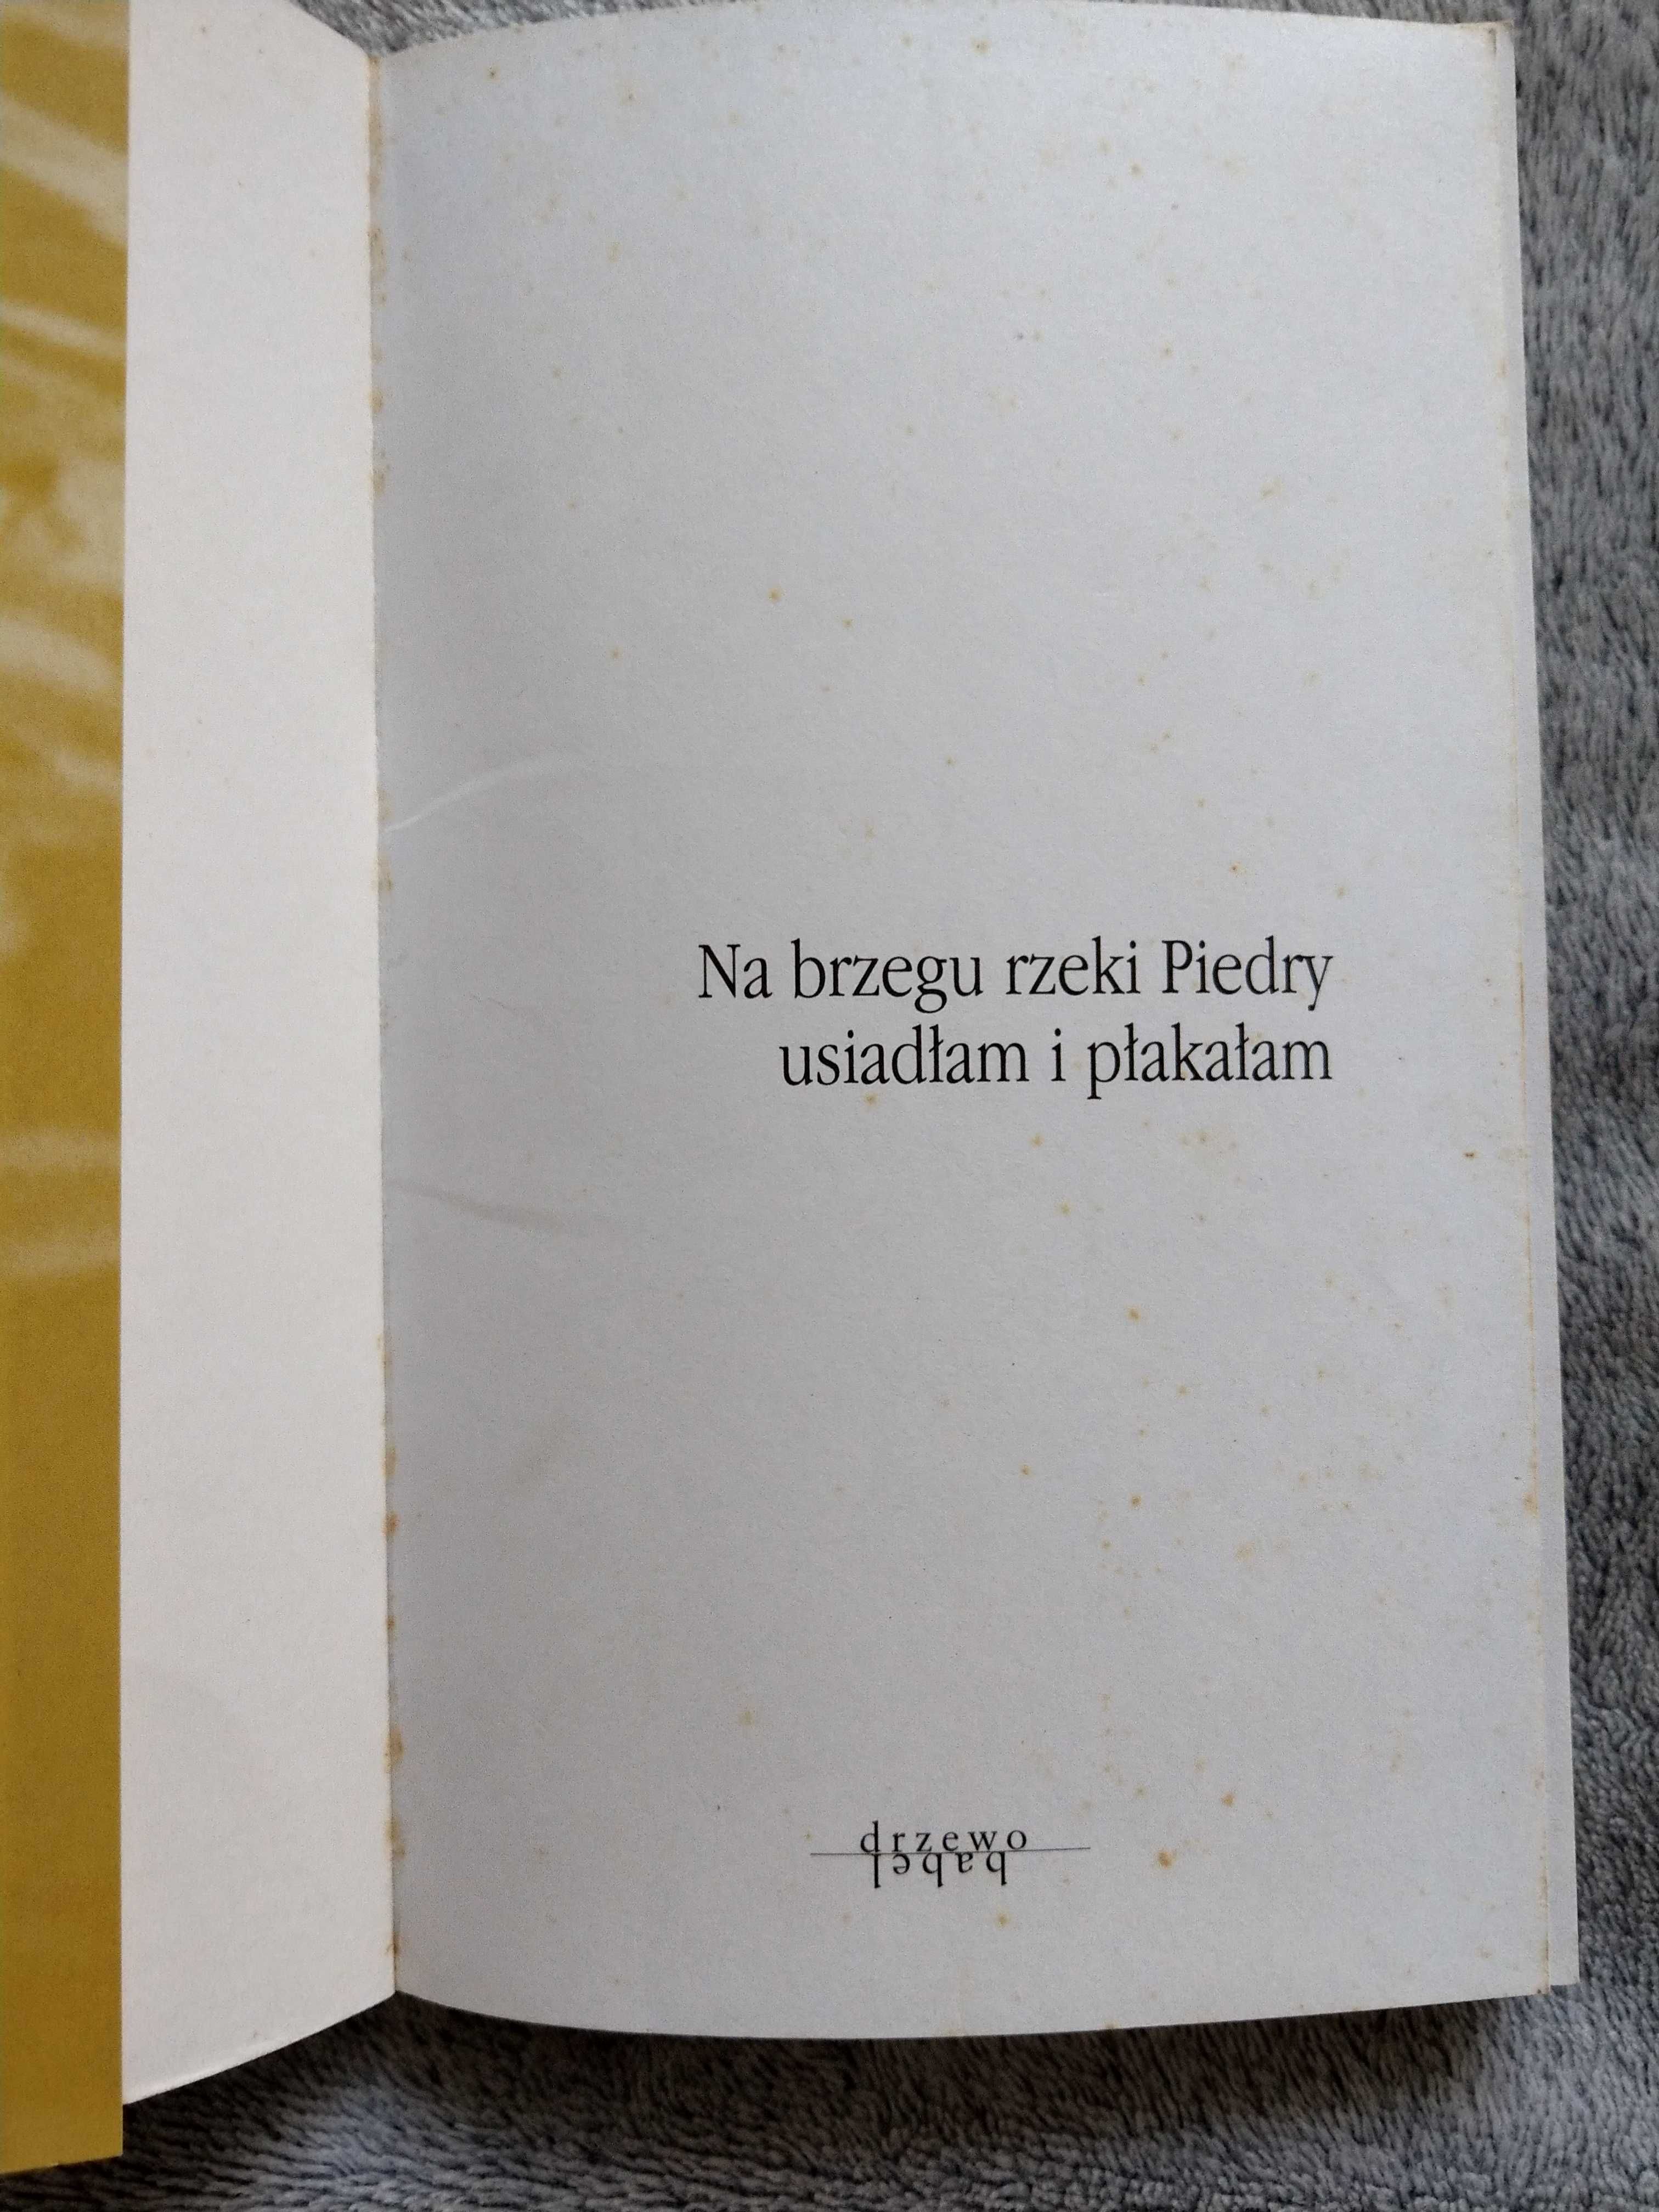 Na brzegu rzeki Piedry
usiadłam i płakałam
drzewo
babel